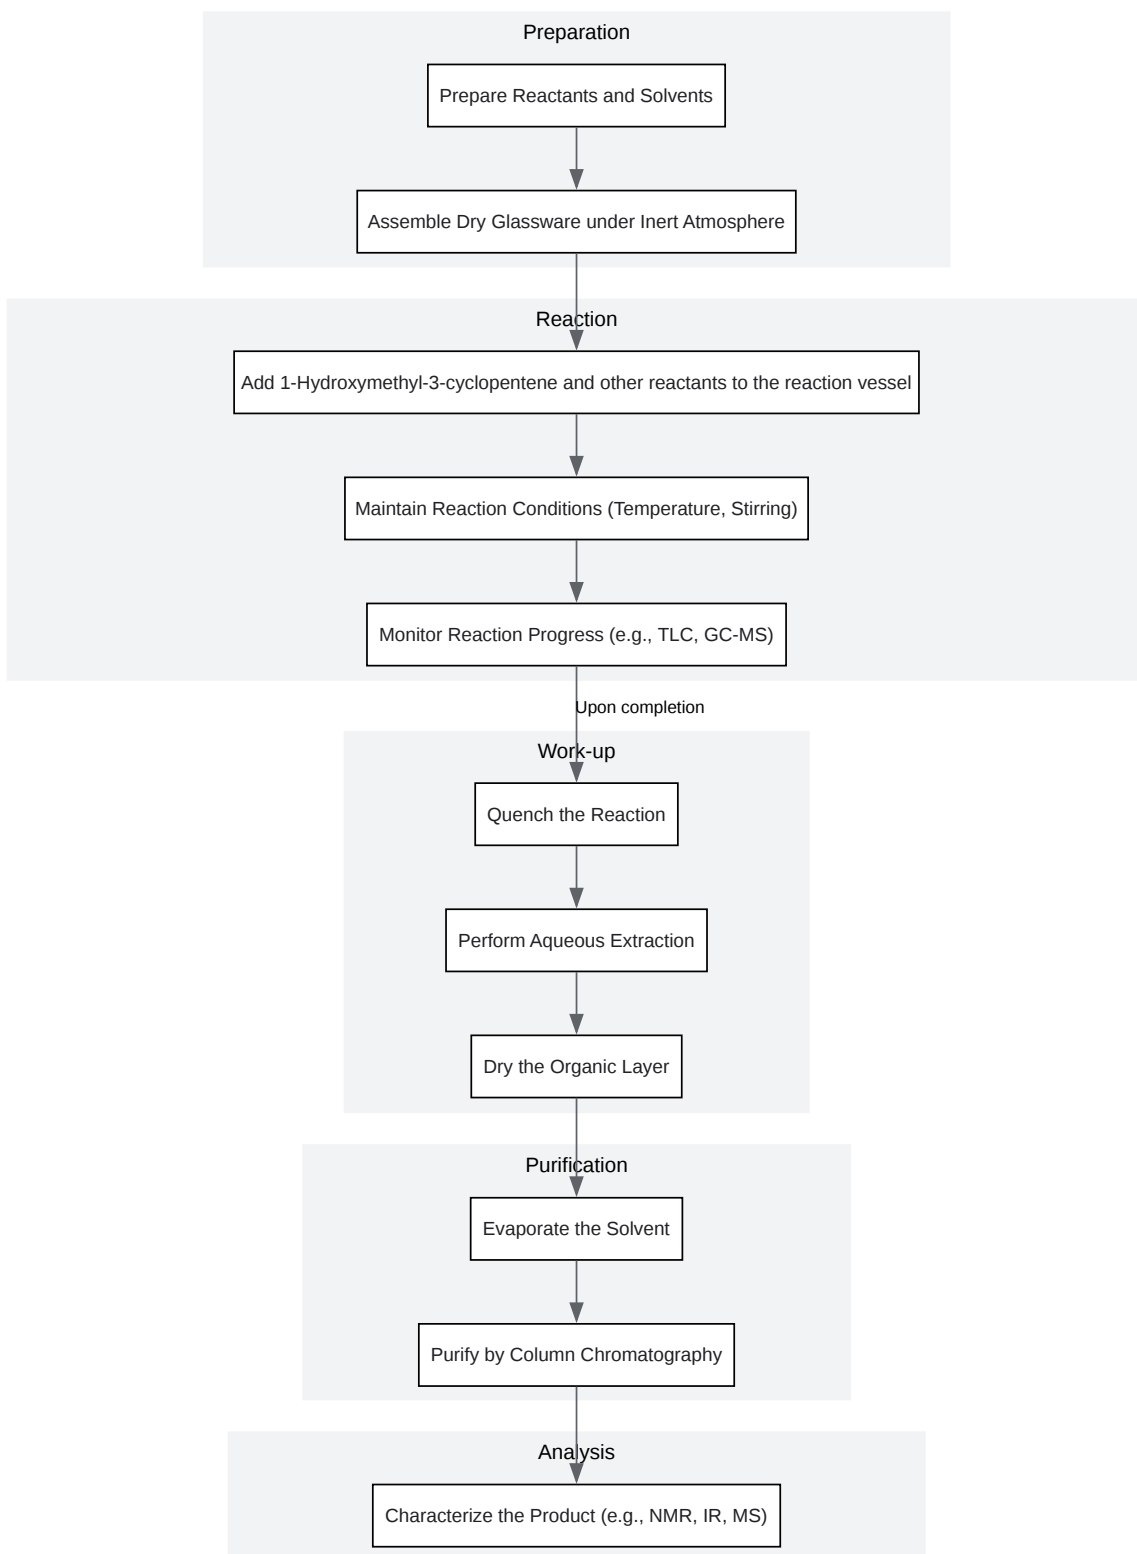 Preparation
Prepare Reactants and Solvents
Assemble Dry Glassware under Inert Atmosphere
Reaction
Add 1-Hydroxymethyl-3-cyclopentene and other reactants to the reaction vessel
Maintain Reaction Conditions (Temperature, Stirring)
Monitor Reaction Progress (e.g., TLC, GC-MS)
Upon completion
Work-up
Quench the Reaction
Perform Aqueous Extraction
Dry the Organic Layer
Purification
Evaporate the Solvent
Purify by Column Chromatography
Analysis
Characterize the Product (e.g., NMR, IR, MS)